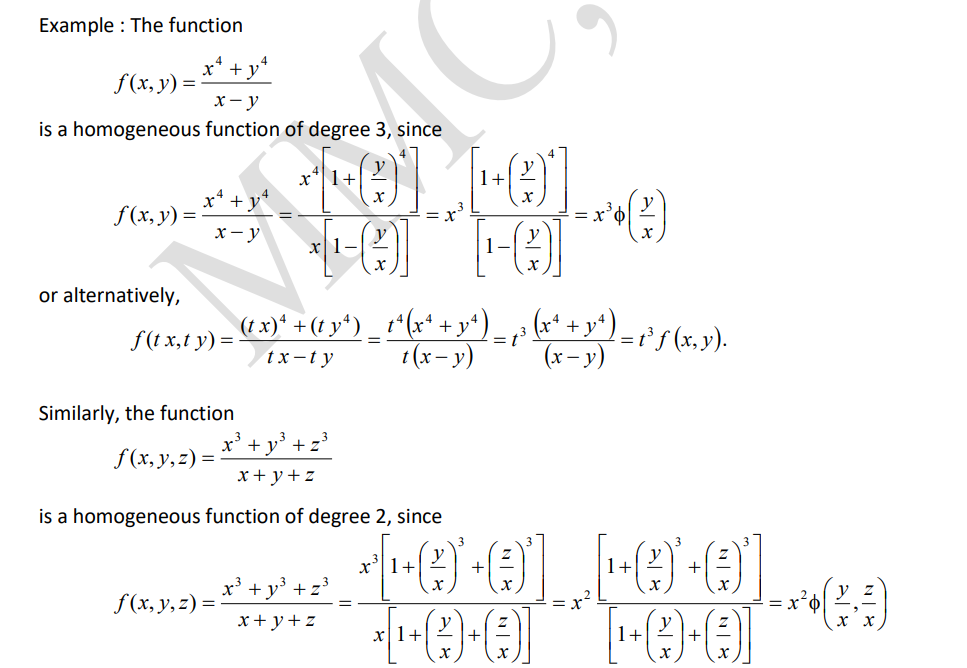 Example : The function
f(x, y) = \frac{x^4 + y^4}{x - y}
is a homogeneous function of degree 3, since
f(x, y) = \frac{x^4 + y^4}{x - y} = \frac{x^4\left[1+\left(\frac{y}{x}\right)^4\right]}{x\left[1-\left(\frac{y}{x}\right)\right]} = x^3 \frac{\left[1+\left(\frac{y}{x}\right)^4\right]}{\left[1-\left(\frac{y}{x}\right)\right]} = x^3 ϕ\left(\frac{y}{x}\right)
or alternatively,
f(t x, t y) = \frac{(t x)^4 + (t y^4)}{t x - t y} = \frac{t^4(x^4 + y^4)}{t(x - y)} = t^3 \frac{(x^4 + y^4)}{(x - y)} = t^3 f(x, y).
Similarly, the function
f(x, y, z) = \frac{x^3 + y^3 + z^3}{x + y + z}
is a homogeneous function of degree 2, since
f(x, y, z) = \frac{x^3 + y^3 + z^3}{x + y + z} = \frac{x^3\left[1+\left(\frac{y}{x}\right)^3+\left(\frac{z}{x}\right)^3\right]}{x\left[1+\left(\frac{y}{x}\right)+\left(\frac{z}{x}\right)\right]} = x^2 \frac{\left[1+\left(\frac{y}{x}\right)^3+\left(\frac{z}{x}\right)^3\right]}{\left[1+\left(\frac{y}{x}\right)+\left(\frac{z}{x}\right)\right]} = x^2 ϕ\left(\frac{y}{x}, \frac{z}{x}\right)
MMC,